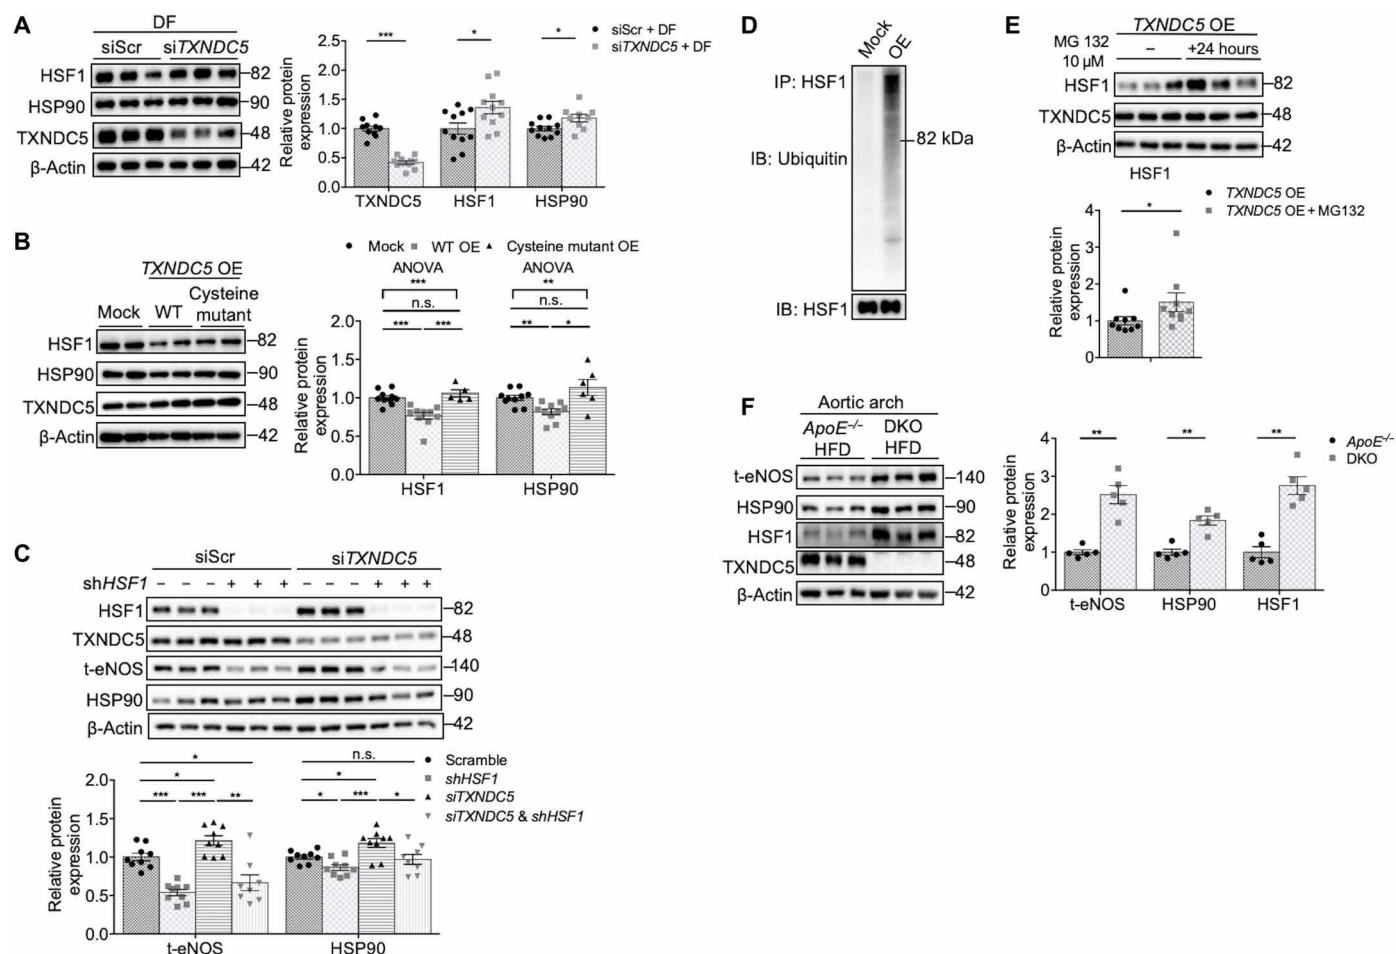 A
DF
siScr siTXNDC5
HSF1 82
HSP90 90
TXNDC5 48
β-Actin 42
Relative protein
expression
2.5
2.0
1.5
1.0
0.5
0.0
*** * *
siScr + DF
siTXNDC5 + DF
TXNDC5 HSF1 HSP90
B
TXNDC5 OE
Mock WT Cysteine
mutant
HSF1 82
HSP90 90
TXNDC5 48
β-Actin 42
Mock WT OE Cysteine mutant OE
ANOVA ANOVA
*** **
n.s. n.s.
*** *** ** *
Relative protein
expression
2.0
1.5
1.0
0.5
0.0
HSF1 HSP90
C
siScr siTXNDC5
shHSF1 – – – + + + – – – + + +
HSF1 82
TXNDC5 48
t-eNOS 140
HSP90 90
β-Actin 42
* n.s.
* *
*** *** ** * *** *
Scramble
shHSF1
siTXNDC5
siTXNDC5 & shHSF1
Relative protein
expression
2.0
1.5
1.0
0.5
0.0
t-eNOS HSP90
D
Mock OE
IP: HSF1
82 kDa
IB: Ubiquitin
IB: HSF1
E
TXNDC5 OE
MG 132
10 µM
– +24 hours
HSF1 82
TXNDC5 48
β-Actin 42
HSF1
TXNDC5 OE
TXNDC5 OE + MG132
*
Relative protein
expression
4
3
2
1
0
F
Aortic arch
ApoE–/– DKO
HFD HFD
t-eNOS 140
HSP90 90
HSF1 82
TXNDC5 48
β-Actin 42
Relative protein
expression
4
3
2
1
0
** ** **
ApoE–/–
DKO
t-eNOS HSP90 HSF1